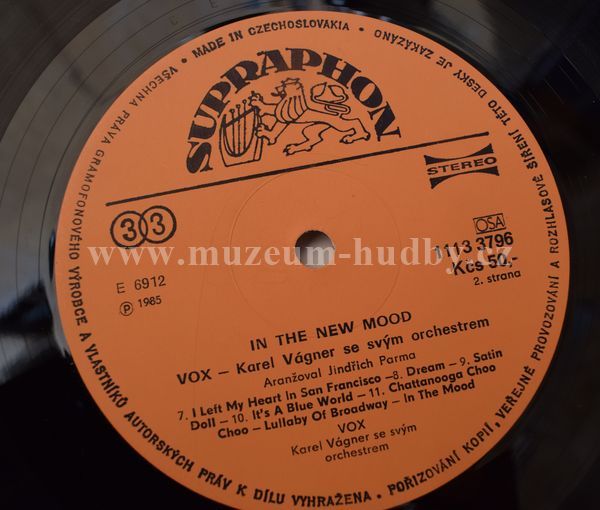 VŠECHNA PRÁVA GRAMOFONOVÉHO VÝROBCE A VLASTNÍKŮ AUTORSKÝCH PRÁV K DÍLU VYHRAŽENA • POŘIZOVÁNÍ KOPIÍ, VEŘEJNÉ PROVOZOVÁNÍ A ROZHLASOVÉ ŠÍŘENÍ TÉTO DESKY JE ZAKÁZÁNO • MADE IN CZECHOSLOVAKIA •
SUPRAPHON
STEREO
33
OSA
1113 3796
Kčs 50,-
2. strana
E 6912
Ⓟ 1985
www.muzeum-hudby.cz
IN THE NEW MOOD
VOX – Karel Vágner se svým orchestrem
Aranžoval Jindřich Parma
7. I Left My Heart In San Francisco – 8. Dream – 9. Satin
Doll – 10. It's A Blue World – 11. Chattanooga Choo
Choo – Lullaby Of Broadway – In The Mood
VOX
Karel Vágner se svým
orchestrem